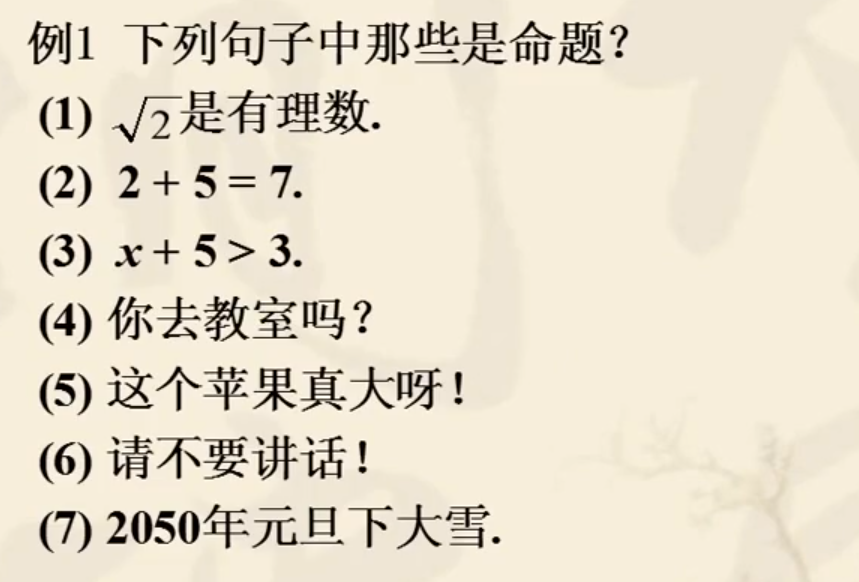 例1 下列句子中那些是命题？
(1) √2是有理数.
(2) 2 + 5 = 7.
(3) x + 5 > 3.
(4) 你去教室吗？
(5) 这个苹果真大呀！
(6) 请不要讲话！
(7) 2050年元旦下大雪.